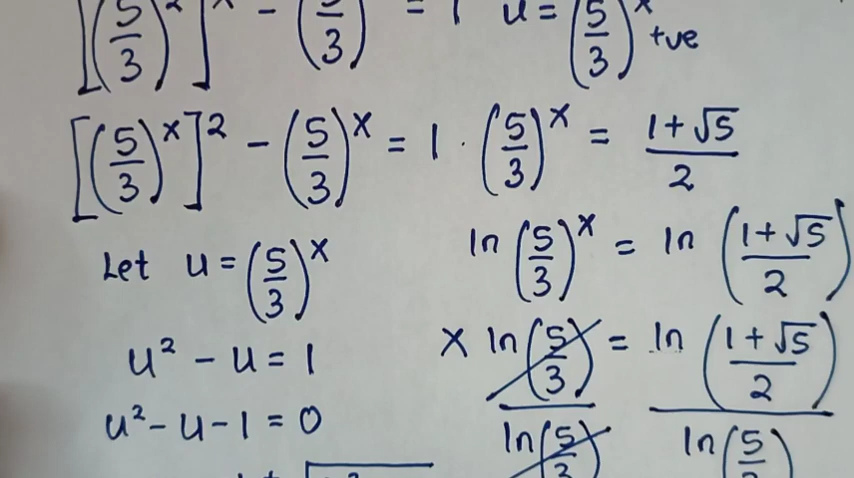 [(5/3)^2]^x - (5/3) = 1
[(5/3)^x]^2 - (5/3)^x = 1 .
Let u = (5/3)^x
u² - u = 1
u² - u - 1 = 0
u = (5/3)^x +ve
(5/3)^x = (1+√5)/2
ln (5/3)^x = ln ((1+√5)/2)
x ln(5/3) / ln(5/3) = ln ((1+√5)/2) / ln(5/3)